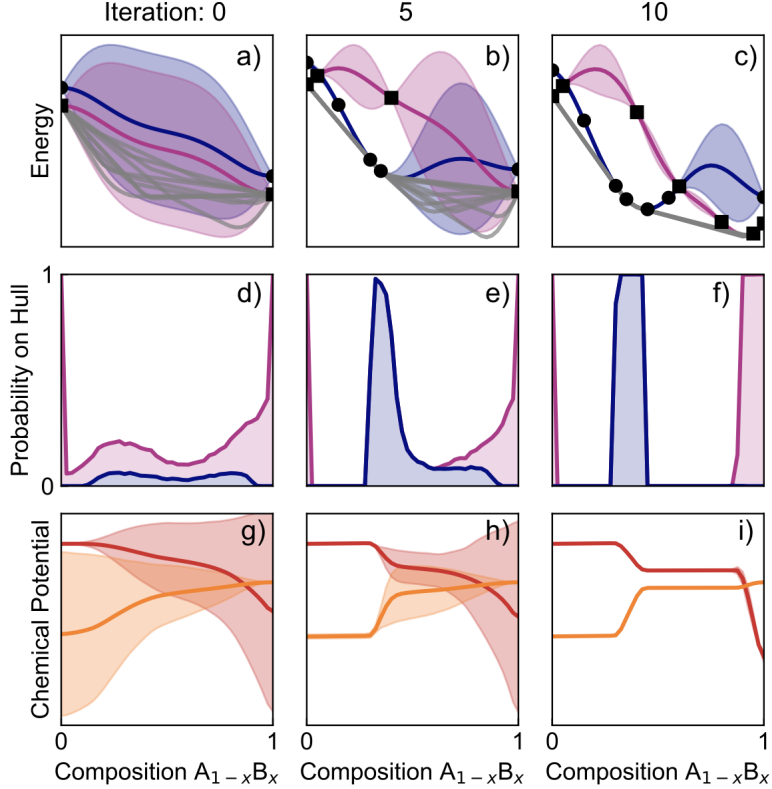 Iteration: 0 5 10
Energy
a) b) c)
Probability on Hull
1
0
d) e) f)
Chemical Potential
g) h) i)
0 1 0 1 0 1
Composition A₁₋ₓBₓ Composition A₁₋ₓBₓ Composition A₁₋ₓBₓ